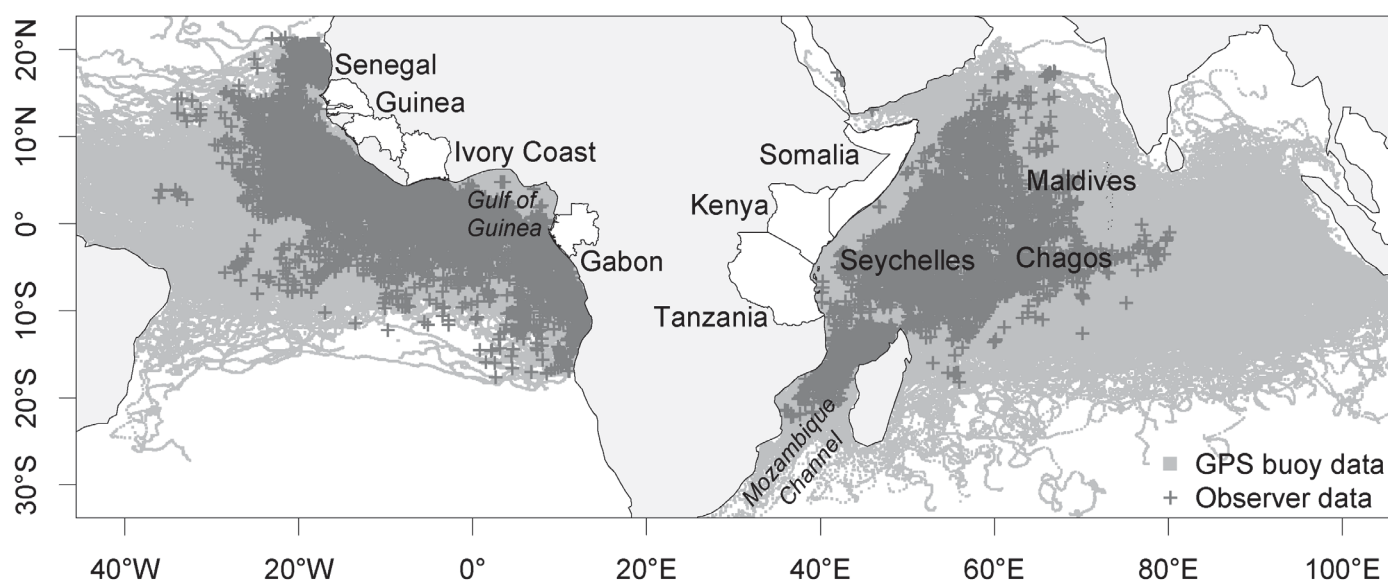 20°N
10°N
0°
10°S
20°S
30°S
Senegal
Guinea
Ivory Coast
Gulf of
Guinea
Gabon
Somalia
Kenya
Tanzania
Maldives
Seychelles
Chagos
Mozambique
Channel
GPS buoy data
Observer data
40°W
20°W
0°
20°E
40°E
60°E
80°E
100°E